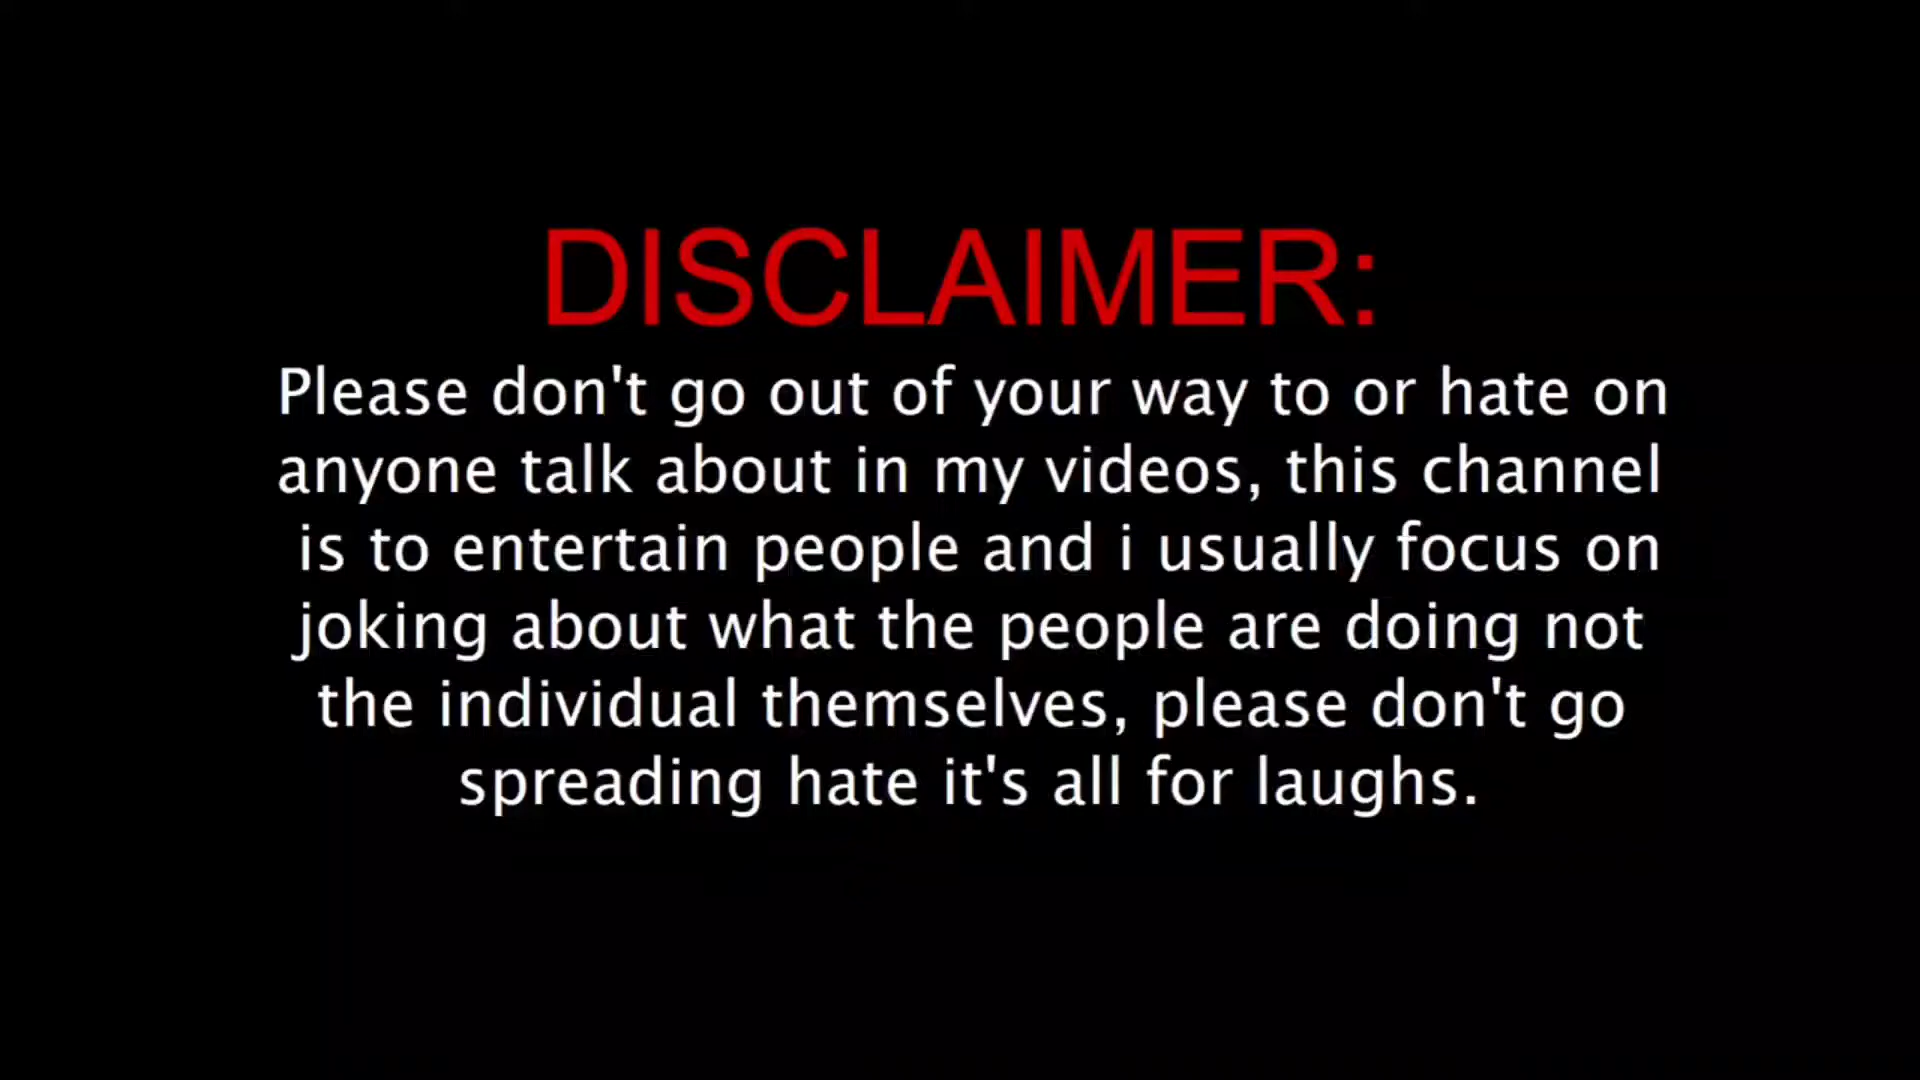 DISCLAIMER:
Please don't go out of your way to or hate on
anyone talk about in my videos, this channel
is to entertain people and i usually focus on
joking about what the people are doing not
the individual themselves, please don't go
spreading hate it's all for laughs.